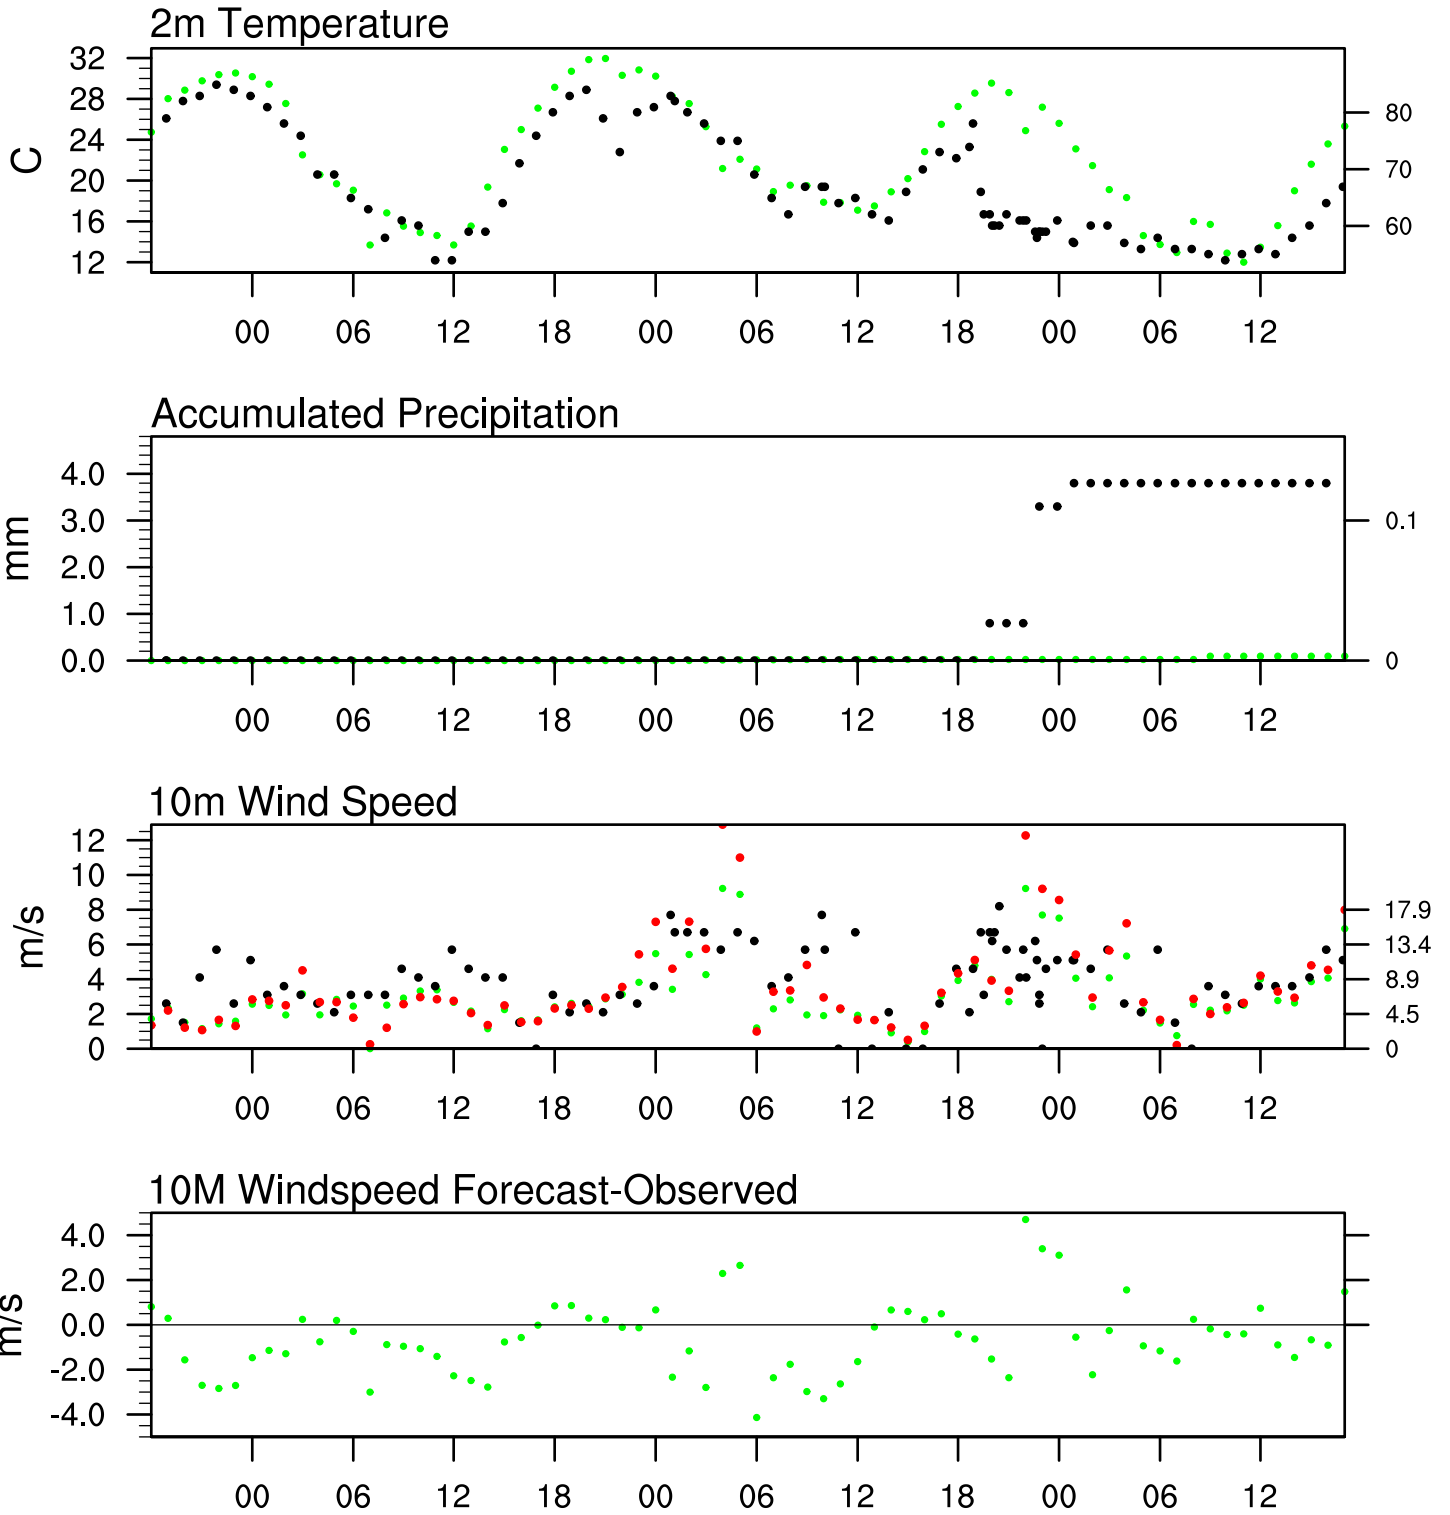 2m Temperature
32
28
24
20
16
12
C
80
70
60
00 06 12 18 00 06 12 18 00 06 12
Accumulated Precipitation
4.0
3.0
2.0
1.0
0.0
mm
0.1
0
00 06 12 18 00 06 12 18 00 06 12
10m Wind Speed
12
10
8
6
4
2
0
m/s
17.9
13.4
8.9
4.5
0
00 06 12 18 00 06 12 18 00 06 12
10M Windspeed Forecast-Observed
4.0
2.0
0.0
-2.0
-4.0
m/s
00 06 12 18 00 06 12 18 00 06 12